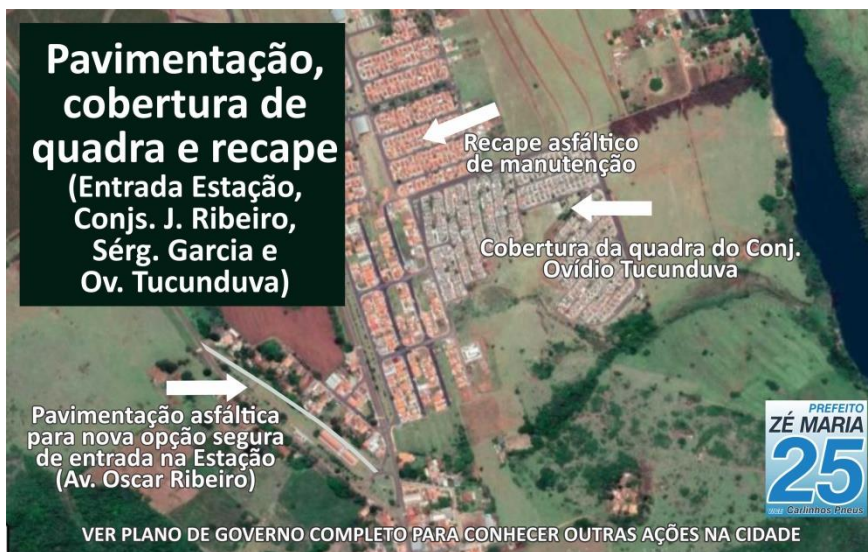 Pavimentação,
cobertura de
quadra e recape
(Entrada Estação,
Conjs. J. Ribeiro,
Sérg. Garcia e
Ov. Tucunduva)
Recape asfáltico
de manutenção
Cobertura da quadra do Conj.
Ovídio Tucunduva
Pavimentação asfáltica
para nova opção segura
de entrada na Estação
(Av. Oscar Ribeiro)
PREFEITO
ZÉ MARIA
25
Carlinhos Pneus
VER PLANO DE GOVERNO COMPLETO PARA CONHECER OUTRAS AÇÕES NA CIDADE